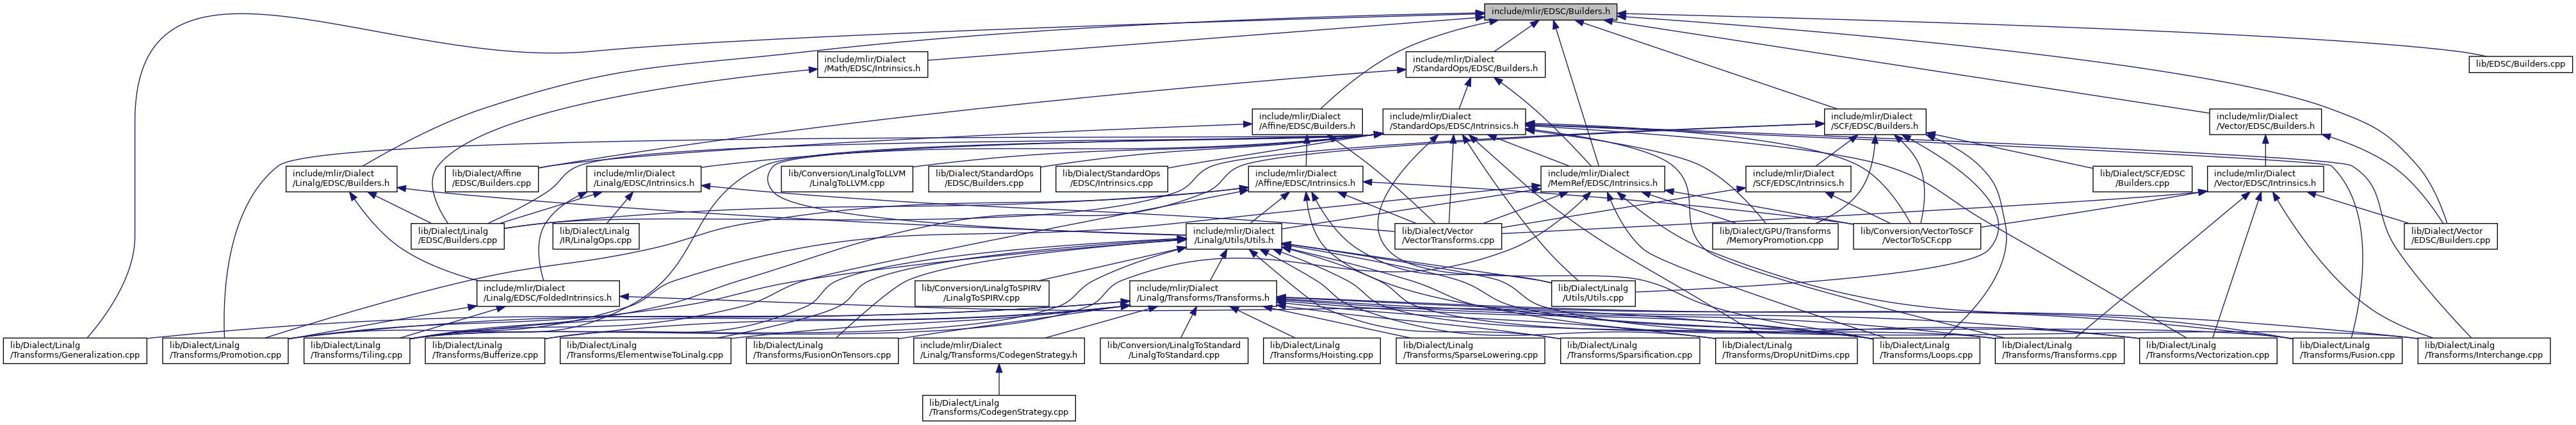 include/mlir/EDSC/Builders.h
include/mlir/Dialect
/Math/EDSC/Intrinsics.h
include/mlir/Dialect
/StandardOps/EDSC/Builders.h
lib/EDSC/Builders.cpp
include/mlir/Dialect
/Affine/EDSC/Builders.h
include/mlir/Dialect
/StandardOps/EDSC/Intrinsics.h
include/mlir/Dialect
/SCF/EDSC/Builders.h
include/mlir/Dialect
/Vector/EDSC/Builders.h
include/mlir/Dialect
/Linalg/EDSC/Builders.h
lib/Dialect/Affine
/EDSC/Builders.cpp
include/mlir/Dialect
/Linalg/EDSC/Intrinsics.h
lib/Conversion/LinalgToLLVM
/LinalgToLLVM.cpp
lib/Dialect/StandardOps
/EDSC/Builders.cpp
lib/Dialect/StandardOps
/EDSC/Intrinsics.cpp
include/mlir/Dialect
/Affine/EDSC/Intrinsics.h
include/mlir/Dialect
/MemRef/EDSC/Intrinsics.h
include/mlir/Dialect
/SCF/EDSC/Intrinsics.h
lib/Dialect/SCF/EDSC
/Builders.cpp
include/mlir/Dialect
/Vector/EDSC/Intrinsics.h
lib/Dialect/Linalg
/EDSC/Builders.cpp
lib/Dialect/Linalg
/IR/LinalgOps.cpp
include/mlir/Dialect
/Linalg/Utils/Utils.h
lib/Dialect/Vector
/VectorTransforms.cpp
lib/Dialect/GPU/Transforms
/MemoryPromotion.cpp
lib/Conversion/VectorToSCF
/VectorToSCF.cpp
lib/Dialect/Vector
/EDSC/Builders.cpp
include/mlir/Dialect
/Linalg/EDSC/FoldedIntrinsics.h
lib/Conversion/LinalgToSPIRV
/LinalgToSPIRV.cpp
include/mlir/Dialect
/Linalg/Transforms/Transforms.h
lib/Dialect/Linalg
/Utils/Utils.cpp
lib/Dialect/Linalg
/Transforms/Generalization.cpp
lib/Dialect/Linalg
/Transforms/Promotion.cpp
lib/Dialect/Linalg
/Transforms/Tiling.cpp
lib/Dialect/Linalg
/Transforms/Bufferize.cpp
lib/Dialect/Linalg
/Transforms/ElementwiseToLinalg.cpp
lib/Dialect/Linalg
/Transforms/FusionOnTensors.cpp
include/mlir/Dialect
/Linalg/Transforms/CodegenStrategy.h
lib/Conversion/LinalgToStandard
/LinalgToStandard.cpp
lib/Dialect/Linalg
/Transforms/Hoisting.cpp
lib/Dialect/Linalg
/Transforms/SparseLowering.cpp
lib/Dialect/Linalg
/Transforms/Sparsification.cpp
lib/Dialect/Linalg
/Transforms/DropUnitDims.cpp
lib/Dialect/Linalg
/Transforms/Loops.cpp
lib/Dialect/Linalg
/Transforms/Transforms.cpp
lib/Dialect/Linalg
/Transforms/Vectorization.cpp
lib/Dialect/Linalg
/Transforms/Fusion.cpp
lib/Dialect/Linalg
/Transforms/Interchange.cpp
lib/Dialect/Linalg
/Transforms/CodegenStrategy.cpp